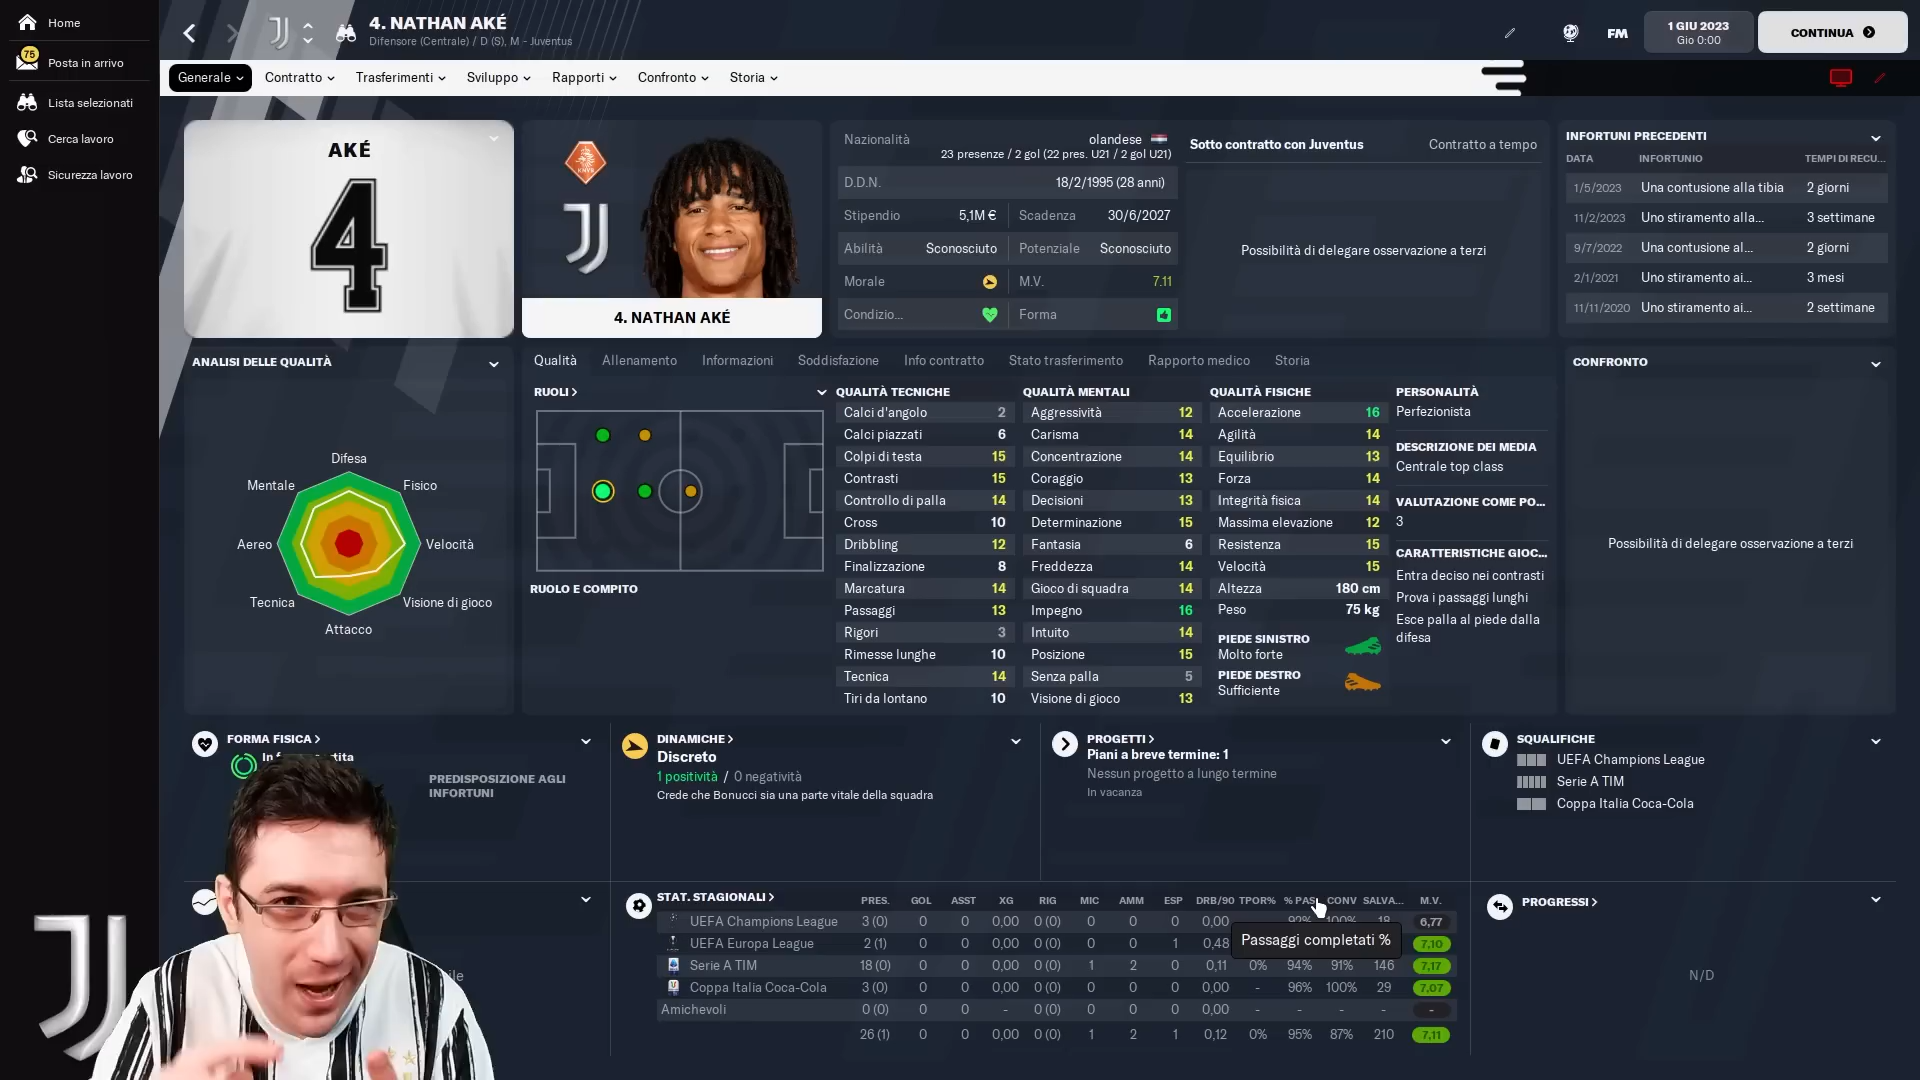 Home
75
Posta in arrivo
Lista selezionati
Cerca lavoro
Sicurezza lavoro
4. NATHAN AKÉ
Difensore (Centrale) / D (S), M - Juventus
FM
1 GIU 2023
Gio 0:00
CONTINUA
Generale Contratto Trasferimenti Sviluppo Rapporti Confronto Storia
AKÉ
4
KNVB
4. NATHAN AKÉ
Nazionalità olandese
23 presenze / 2 gol (22 pres. U21 / 2 gol U21)
D.D.N. 18/2/1995 (28 anni)
Stipendio 5,1M € Scadenza 30/6/2027
Abilità Sconosciuto Potenziale Sconosciuto
Morale M.V. 7.11
Condizio... Forma
Sotto contratto con Juventus Contratto a tempo
Possibilità di delegare osservazione a terzi
INFORTUNI PRECEDENTI
DATA INFORTUNIO TEMPI DI RECU...
1/5/2023 Una contusione alla tibia 2 giorni
11/2/2023 Uno stiramento alla... 3 settimane
9/7/2022 Una contusione al... 2 giorni
2/1/2021 Uno stiramento ai... 3 mesi
11/11/2020 Uno stiramento ai... 2 settimane
ANALISI DELLE QUALITÀ
Difesa
Mentale Fisico
Aereo Velocità
Tecnica Visione di gioco
Attacco
Qualità Allenamento Informazioni Soddisfazione Info contratto Stato trasferimento Rapporto medico Storia
RUOLI
RUOLO E COMPITO
QUALITÀ TECNICHE
Calci d'angolo 2
Calci piazzati 6
Colpi di testa 15
Contrasti 15
Controllo di palla 14
Cross 10
Dribbling 12
Finalizzazione 8
Marcatura 14
Passaggi 13
Rigori 3
Rimesse lunghe 10
Tecnica 14
Tiri da lontano 10
QUALITÀ MENTALI
Aggressività 12
Carisma 14
Concentrazione 14
Coraggio 13
Decisioni 13
Determinazione 15
Fantasia 6
Freddezza 14
Gioco di squadra 14
Impegno 16
Intuito 14
Posizione 15
Senza palla 5
Visione di gioco 13
QUALITÀ FISICHE
Accelerazione 16
Agilità 14
Equilibrio 13
Forza 14
Integrità fisica 14
Massima elevazione 12
Resistenza 15
Velocità 15
Altezza 180 cm
Peso 75 kg
PIEDE SINISTRO
Molto forte
PIEDE DESTRO
Sufficiente
PERSONALITÀ
Perfezionista
DESCRIZIONE DEI MEDIA
Centrale top class
VALUTAZIONE COME PO...
3
CARATTERISTICHE GIOC...
Entra deciso nei contrasti
Prova i passaggi lunghi
Esce palla al piede dalla
difesa
CONFRONTO
Possibilità di delegare osservazione a terzi
FORMA FISICA
PREDISPOSIZIONE AGLI
INFORTUNI
DINAMICHE
Discreto
1 positività / 0 negatività
Crede che Bonucci sia una parte vitale della squadra
PROGETTI
Piani a breve termine: 1
Nessun progetto a lungo termine
In vacanza
SQUALIFICHE
UEFA Champions League
Serie A TIM
Coppa Italia Coca-Cola
STAT. STAGIONALI PRES. GOL ASST XG RIG MIC AMM ESP DRB/90 TPOR% % PAS CONV SALVA... M.V.
UEFA Champions League 3 (0) 0 0 0,00 0 (0) 0 0 0 0,00 92% 100% 18 6,77
UEFA Europa League 2 (1) 0 0 0,00 0 (0) 0 0 1 0,48 7,10
Passaggi completati %
Serie A TIM 18 (0) 0 0 0,00 0 (0) 1 2 0 0,11 0% 94% 91% 146 7,17
Coppa Italia Coca-Cola 3 (0) 0 0 0,00 0 (0) 0 0 0 0,00 - 96% 100% 29 7,07
Amichevoli 0 (0) 0 0 - 0 (0) 0 0 0 0,00 - - - - -
26 (1) 0 0 0,00 0 (0) 1 2 1 0,12 0% 95% 87% 210 7,11
PROGRESSI
N/D